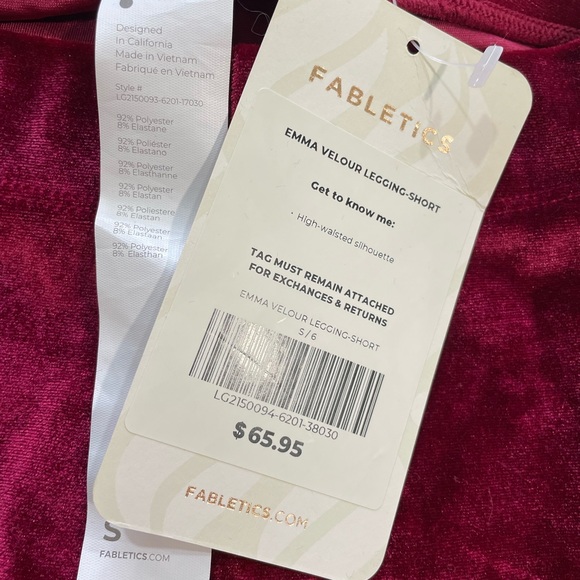 Designed
in California
Made in Vietnam
Fabriqué en Vietnam
Style #
LG2150093-6201-17030
92% Polyester
8% Elastane
92% Poliéster
8% Elastano
92% Polyester
8% Elasthanne
92% Polyester
8% Elastan
92% Poliestere
8% Elastan
92% Polyester
8% Elastaan
92% Polyester
8% Elasthan
S
FABLETICS.COM
FABLETICS
EMMA VELOUR LEGGING-SHORT
Get to know me:
· High-waisted silhouette
TAG MUST REMAIN ATTACHED
FOR EXCHANGES & RETURNS
EMMA VELOUR LEGGING-SHORT
S / 6
LG2150094-6201-38030
$65.95
FABLETICS.COM